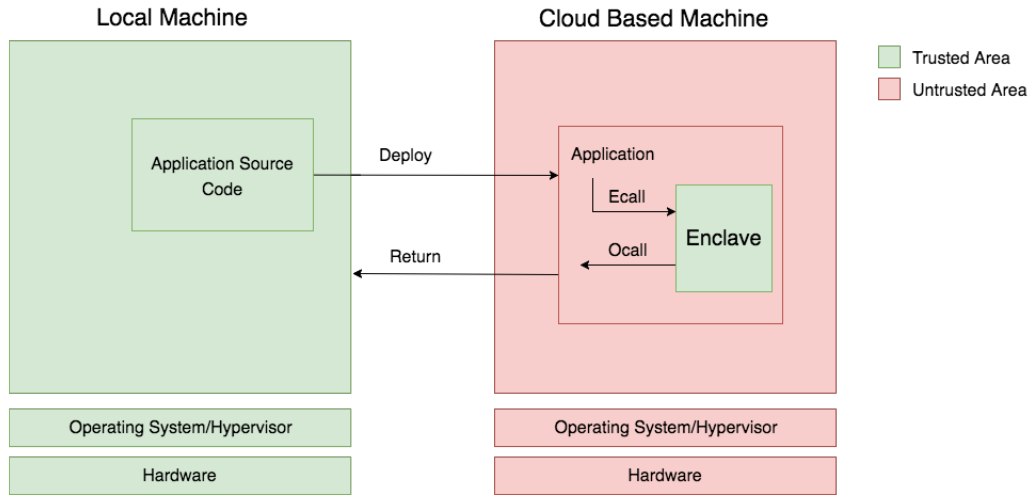 Local Machine
Cloud Based Machine
Trusted Area
Untrusted Area
Application Source
Code
Deploy
Return
Application
Ecall
Enclave
Ocall
Operating System/Hypervisor
Hardware
Operating System/Hypervisor
Hardware